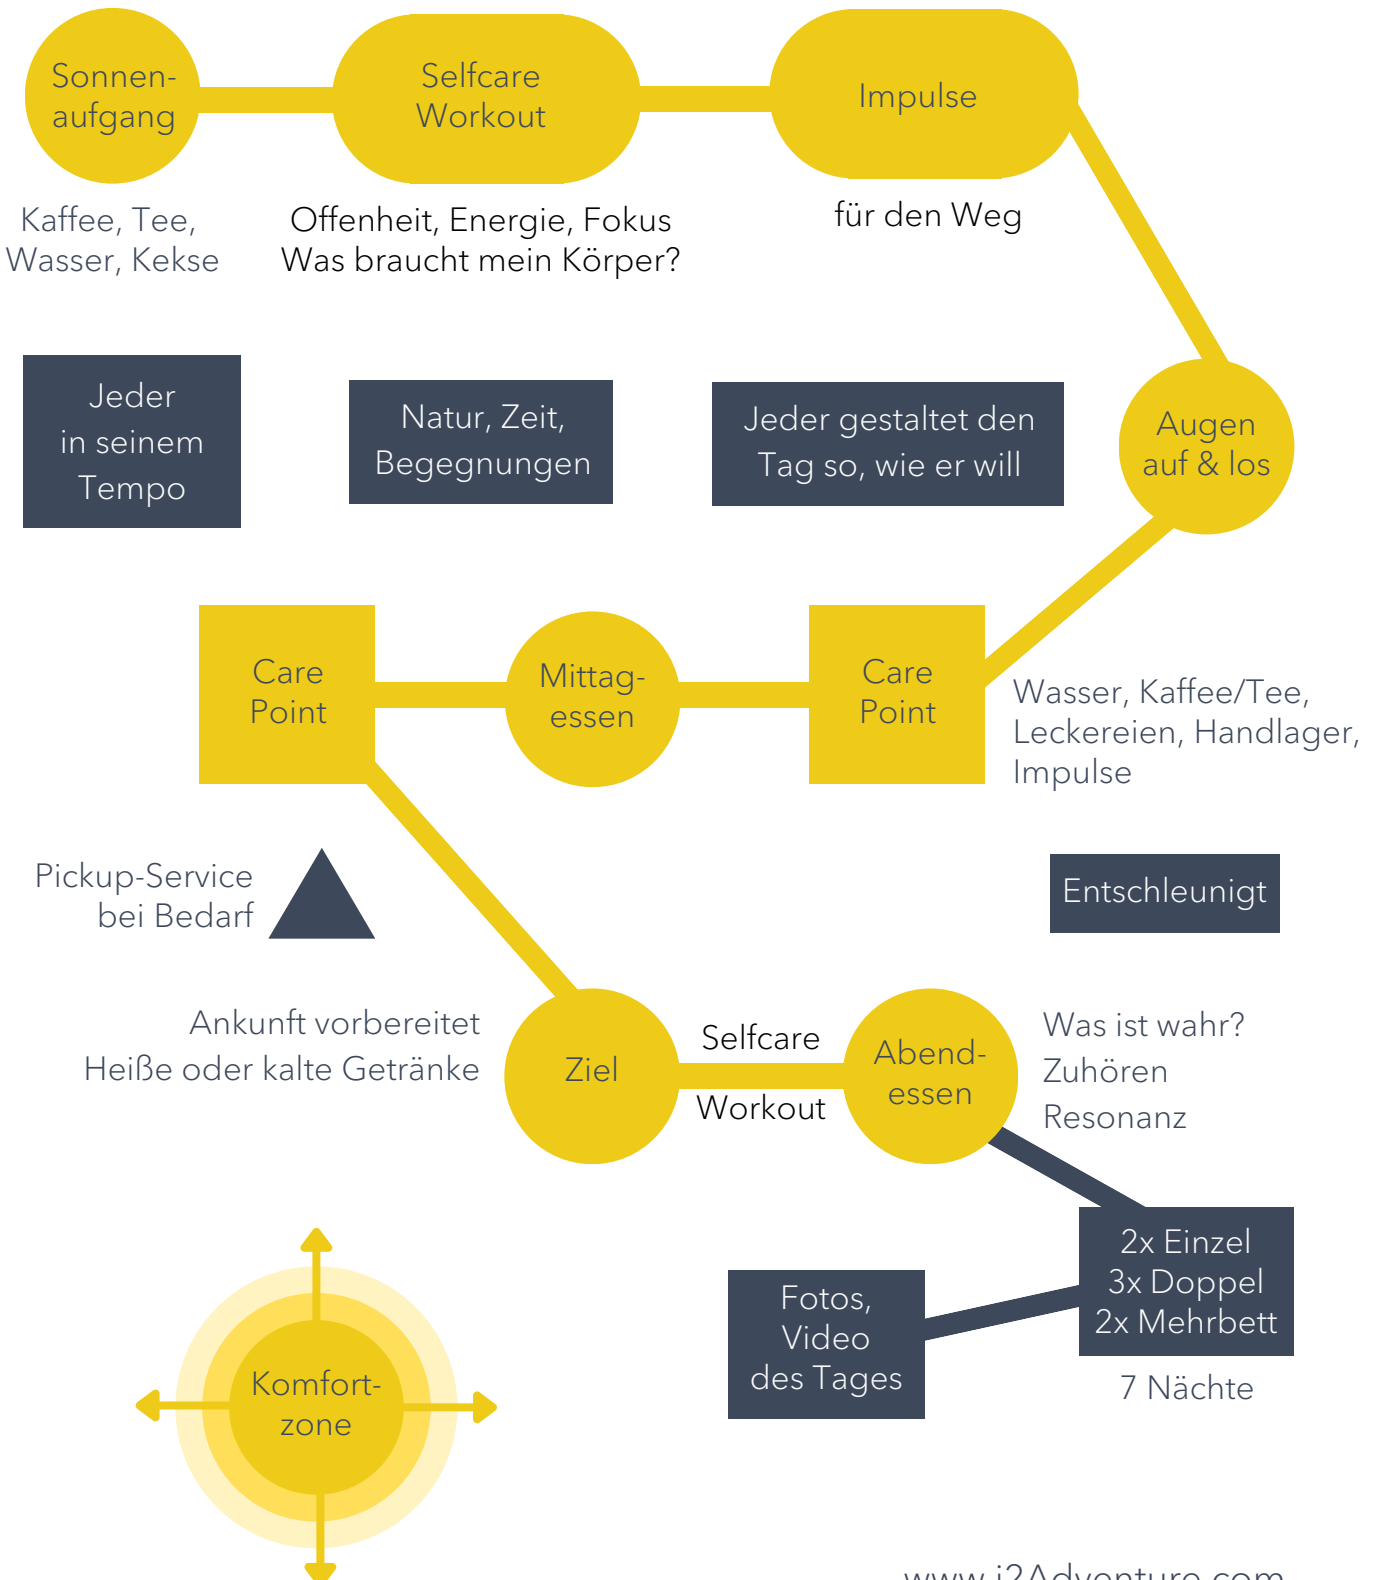 Sonnen-
aufgang
Selfcare
Workout
Impulse
Kaffee, Tee,
Wasser, Kekse
Offenheit, Energie, Fokus
Was braucht mein Körper?
für den Weg
Jeder
in seinem
Tempo
Natur, Zeit,
Begegnungen
Jeder gestaltet den
Tag so, wie er will
Augen
auf & los
Care
Point
Mittag-
essen
Care
Point
Wasser, Kaffee/Tee,
Leckereien, Handlager,
Impulse
Pickup-Service
bei Bedarf
Entschleunigt
Ankunft vorbereitet
Heiße oder kalte Getränke
Ziel
Selfcare
Workout
Abend-
essen
Was ist wahr?
Zuhören
Resonanz
2x Einzel
3x Doppel
2x Mehrbett
7 Nächte
Fotos,
Video
des Tages
Komfort-
zone
www.i2Adventure.com